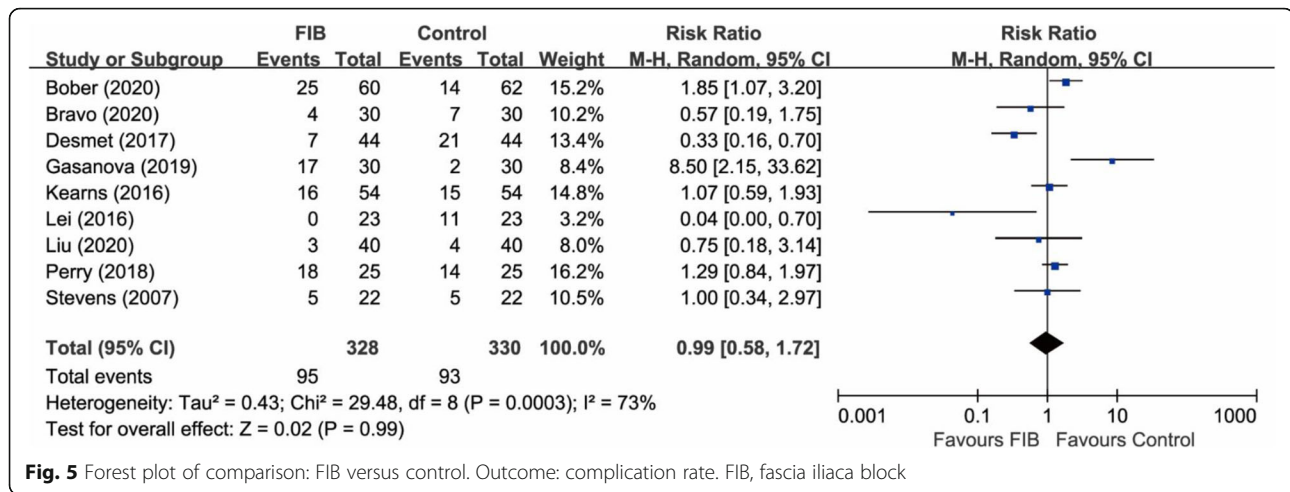 FIB Control Risk Ratio Risk Ratio
Study or Subgroup Events Total Events Total Weight M-H, Random, 95% CI M-H, Random, 95% CI
Bober (2020) 25 60 14 62 15.2% 1.85 [1.07, 3.20]
Bravo (2020) 4 30 7 30 10.2% 0.57 [0.19, 1.75]
Desmet (2017) 7 44 21 44 13.4% 0.33 [0.16, 0.70]
Gasanova (2019) 17 30 2 30 8.4% 8.50 [2.15, 33.62]
Kearns (2016) 16 54 15 54 14.8% 1.07 [0.59, 1.93]
Lei (2016) 0 23 11 23 3.2% 0.04 [0.00, 0.70]
Liu (2020) 3 40 4 40 8.0% 0.75 [0.18, 3.14]
Perry (2018) 18 25 14 25 16.2% 1.29 [0.84, 1.97]
Stevens (2007) 5 22 5 22 10.5% 1.00 [0.34, 2.97]
Total (95% CI) 328 330 100.0% 0.99 [0.58, 1.72]
Total events 95 93
Heterogeneity: Tau² = 0.43; Chi² = 29.48, df = 8 (P = 0.0003); I² = 73%
Test for overall effect: Z = 0.02 (P = 0.99)
0.001 0.1 1 10 1000
Favours FIB Favours Control
Fig. 5 Forest plot of comparison: FIB versus control. Outcome: complication rate. FIB, fascia iliaca block